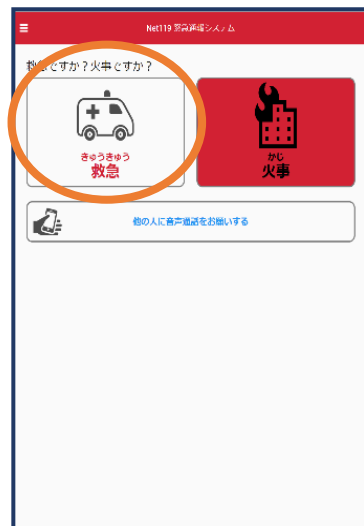 Net119 緊急通報システム
救急ですか？火事ですか？
きゅうきゅう
救急
かじ
火事
他の人に音声通話をお願いする